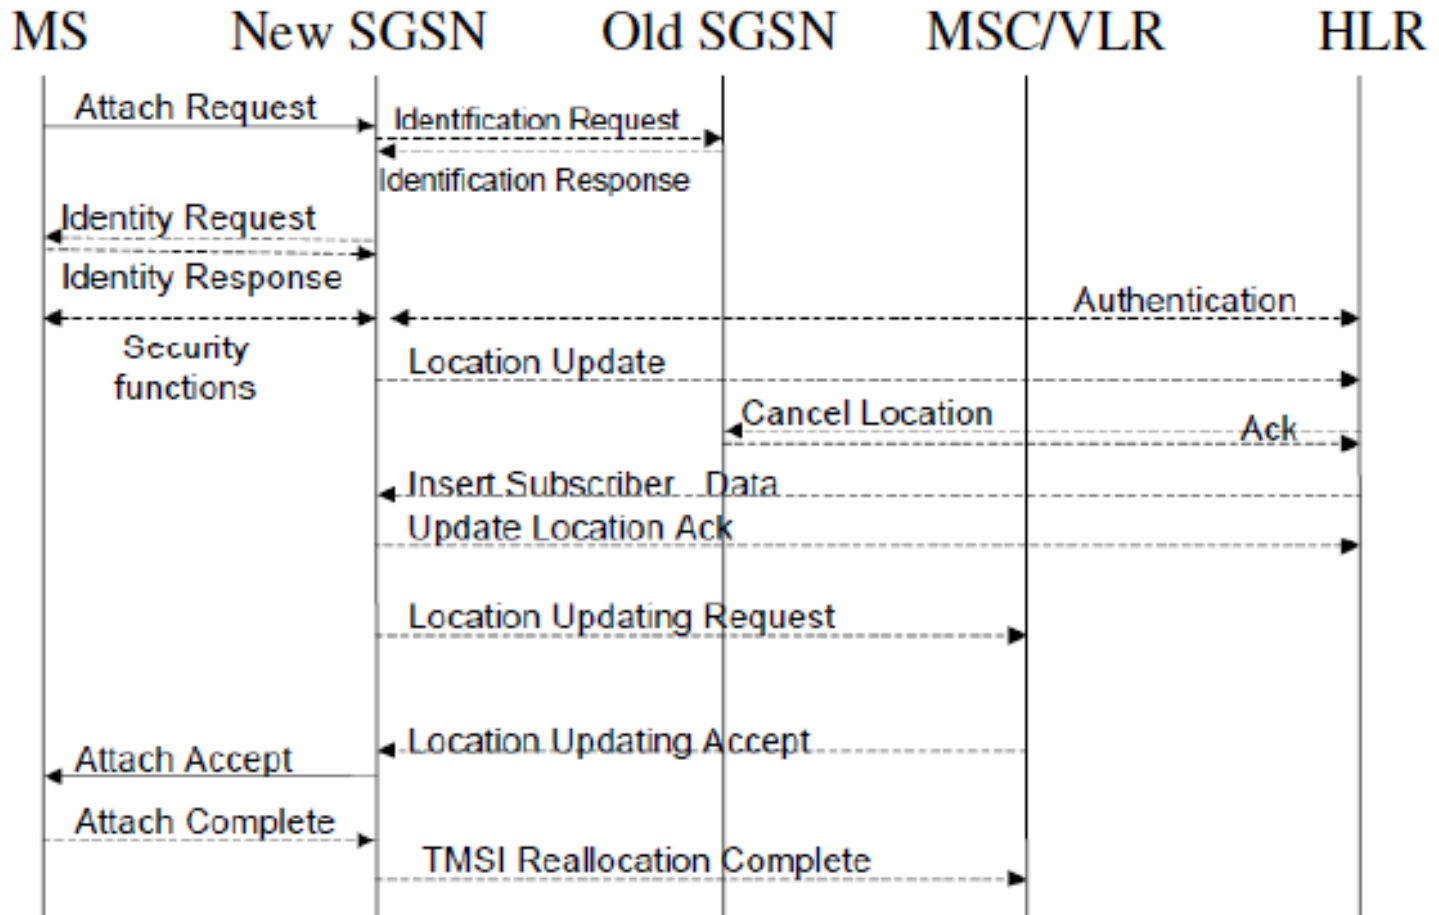 MS New SGSN Old SGSN MSC/VLR HLR
Attach Request
Identification Request
Identification Response
Identity Request
Identity Response
Authentication
Security
functions
Location Update
Cancel Location
Ack
Insert Subscriber Data
Update Location Ack
Location Updating Request
Location Updating Accept
Attach Accept
Attach Complete
TMSI Reallocation Complete